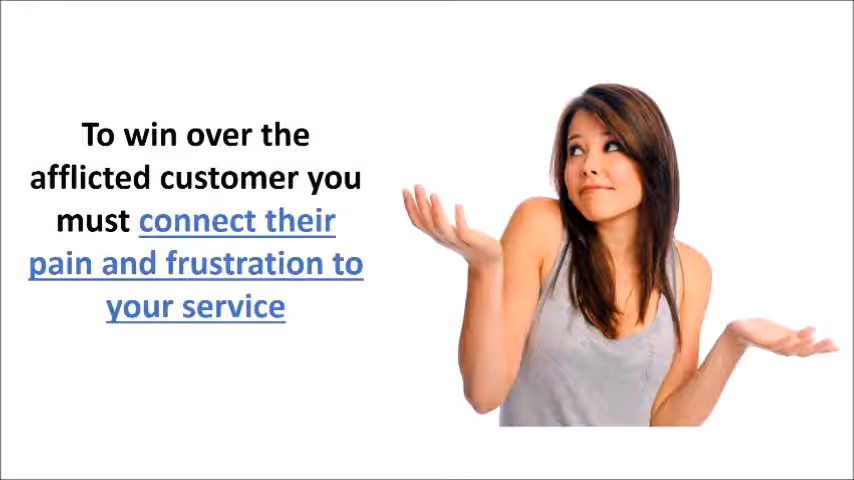 To win over the
afflicted customer you
must connect their
pain and frustration to
your service